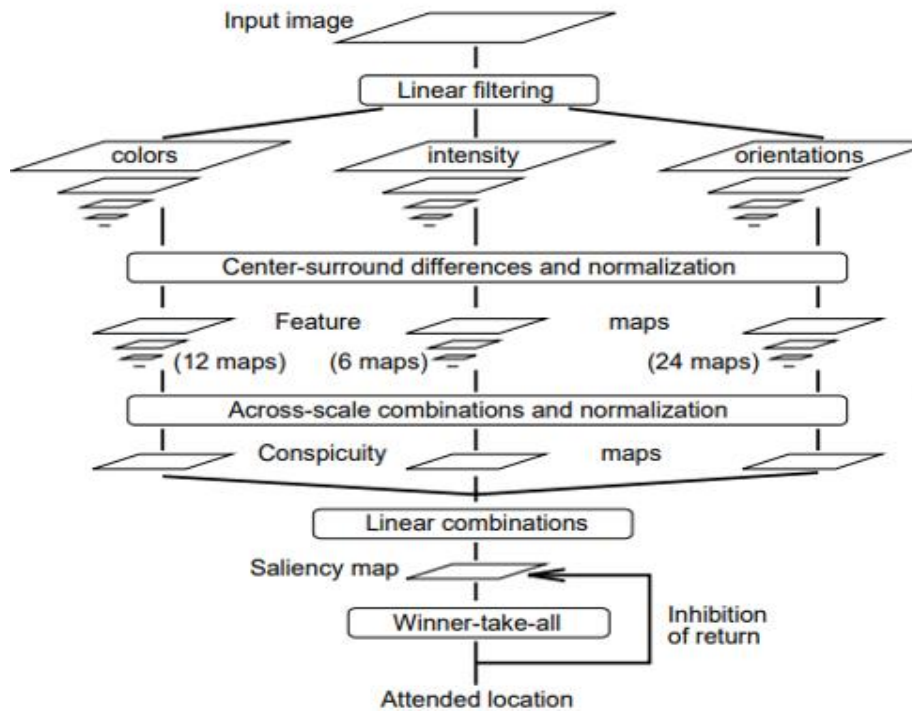 Input image
Linear filtering
colors
intensity
orientations
Center-surround differences and normalization
Feature maps
(12 maps)
(6 maps)
(24 maps)
Across-scale combinations and normalization
Conspicuity maps
Linear combinations
Saliency map
Winner-take-all
Inhibition
of return
Attended location